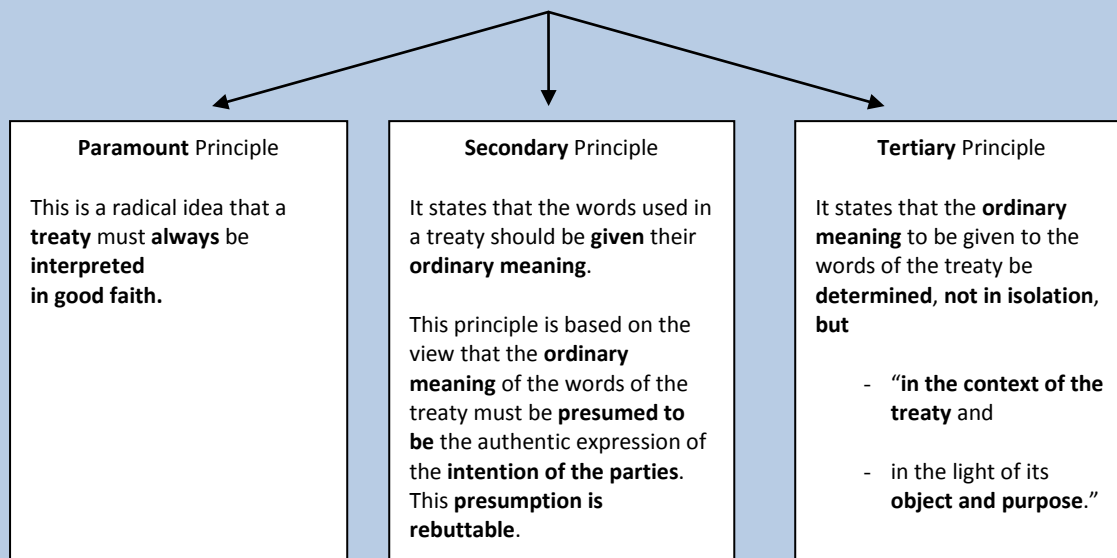 Paramount Principle
This is a radical idea that a
treaty must always be
interpreted
in good faith.
Secondary Principle
It states that the words used in
a treaty should be given their
ordinary meaning.
This principle is based on the
view that the ordinary
meaning of the words of the
treaty must be presumed to
be the authentic expression of
the intention of the parties.
This presumption is
rebuttable.
Tertiary Principle
It states that the ordinary
meaning to be given to the
words of the treaty be
determined, not in isolation,
but
- “in the context of the
treaty and
- in the light of its
object and purpose.”